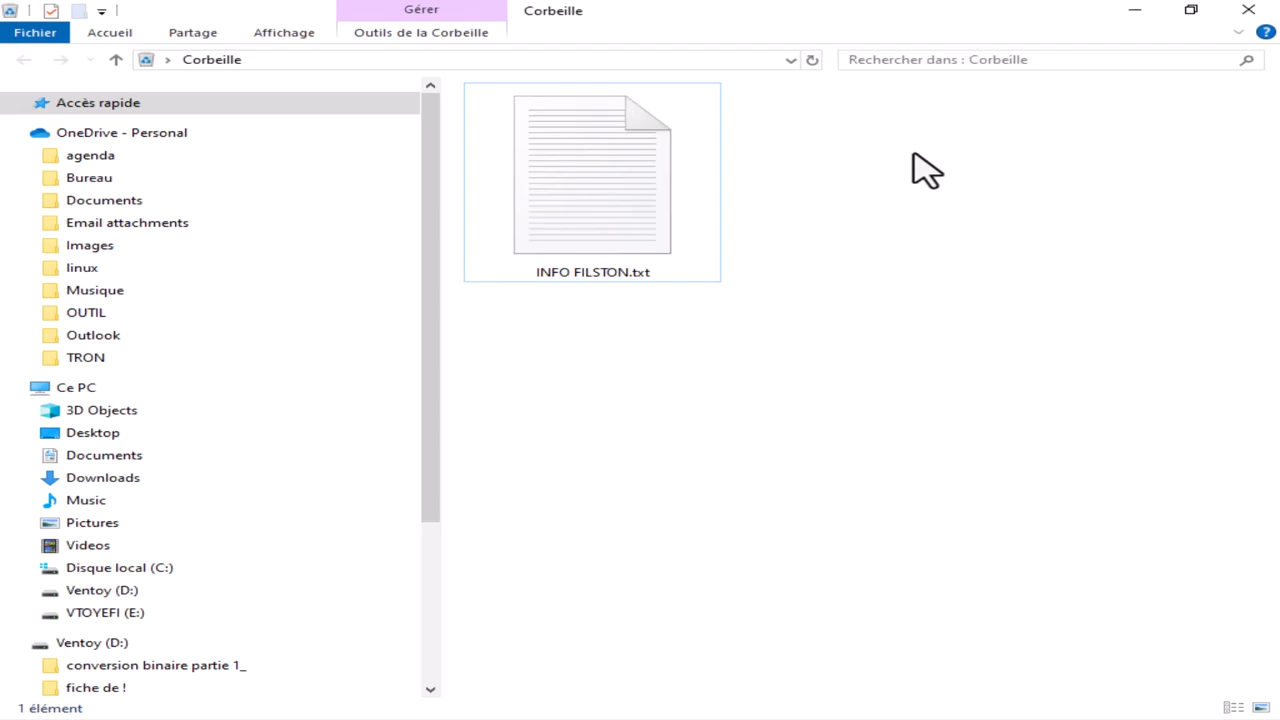 Gérer
Corbeille
Fichier
Accueil
Partage
Affichage
Outils de la Corbeille
?
Corbeille
Rechercher dans : Corbeille
Accès rapide
OneDrive - Personal
agenda
Bureau
Documents
Email attachments
Images
linux
Musique
OUTIL
Outlook
TRON
Ce PC
3D Objects
Desktop
Documents
Downloads
Music
Pictures
Videos
Disque local (C:)
Ventoy (D:)
VTOYEFI (E:)
Ventoy (D:)
conversion binaire partie 1_
fiche de !
INFO FILSTON.txt
1 élément